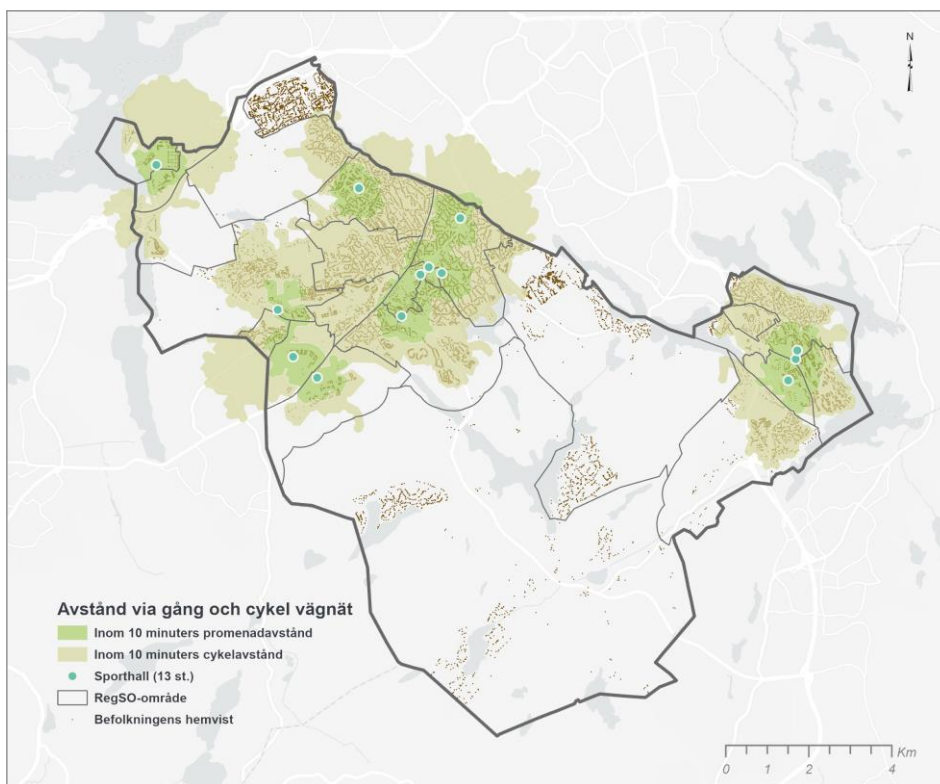 N
Avstånd via gång och cykel vägnät
Inom 10 minuters promenadavstånd
Inom 10 minuters cykelavstånd
Sporthall (13 st.)
RegSO-område
Befolkningens hemvist
Km
0 1 2 4